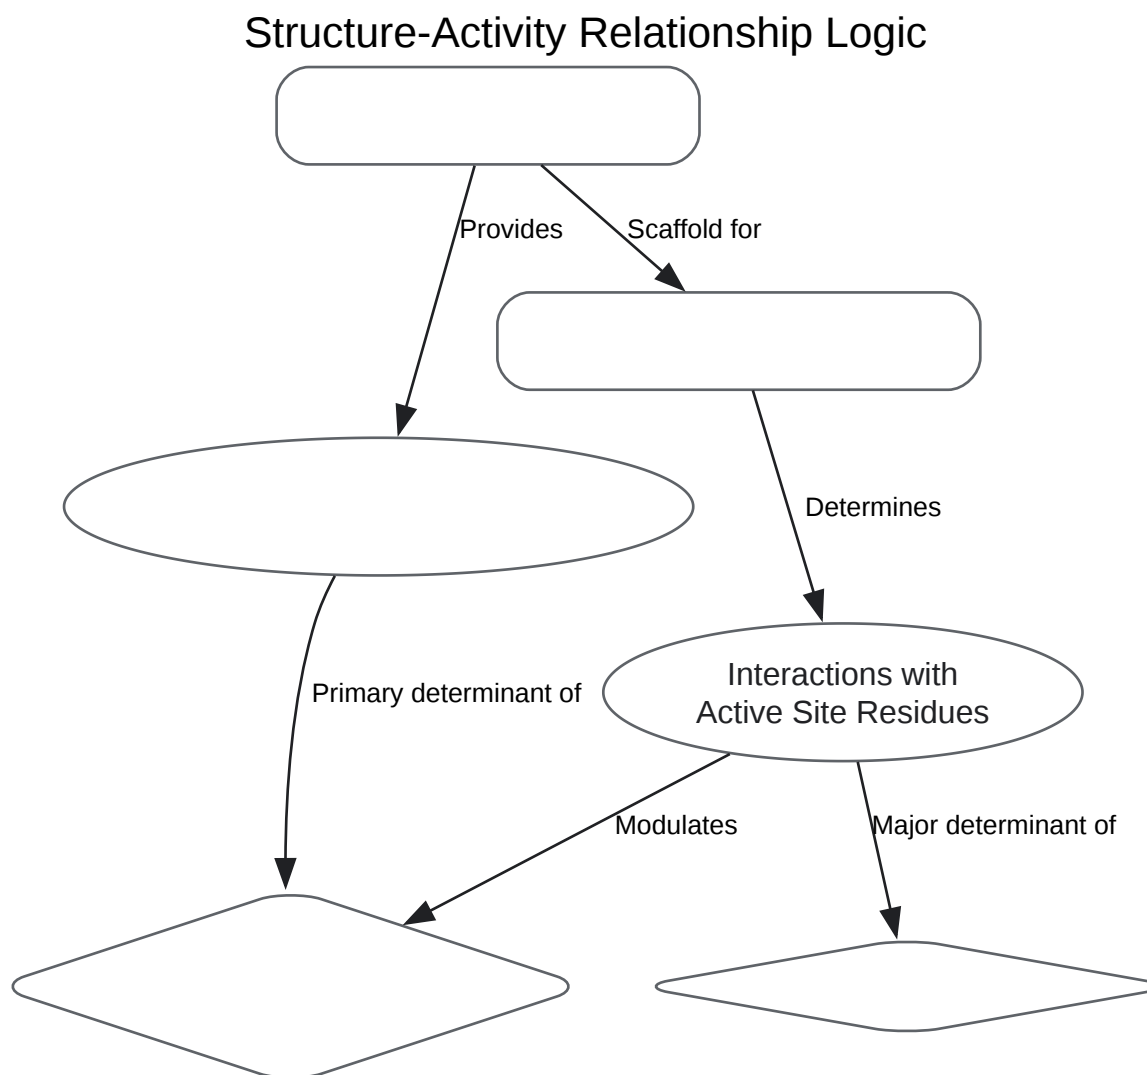 Structure-Activity Relationship Logic
Provides
Scaffold for
Determines
Interactions with
Active Site Residues
Primary determinant of
Modulates
Major determinant of